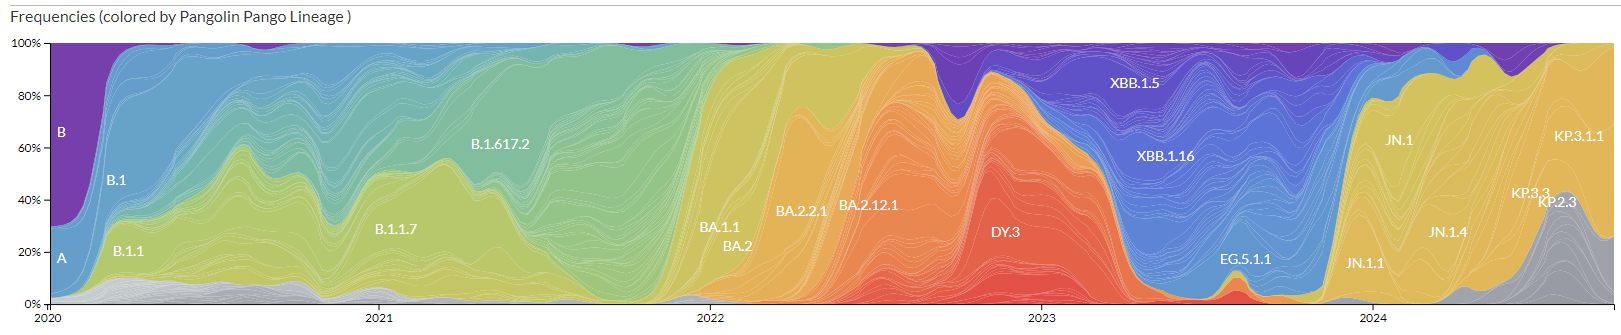 Frequencies (colored by Pangolin Pango Lineage )
100%
80%
60%
40%
20%
0%
B
A
B.1
B.1.1
B.1.1.7
B.1.617.2
BA.1.1
BA.2
BA.2.2.1
BA.2.12.1
DY.3
XBB.1.5
XBB.1.16
EG.5.1.1
JN.1
JN.1.1
JN.1.4
KP.3.3
KP.2.3
KP.3.1.1
2020 2021 2022 2023 2024